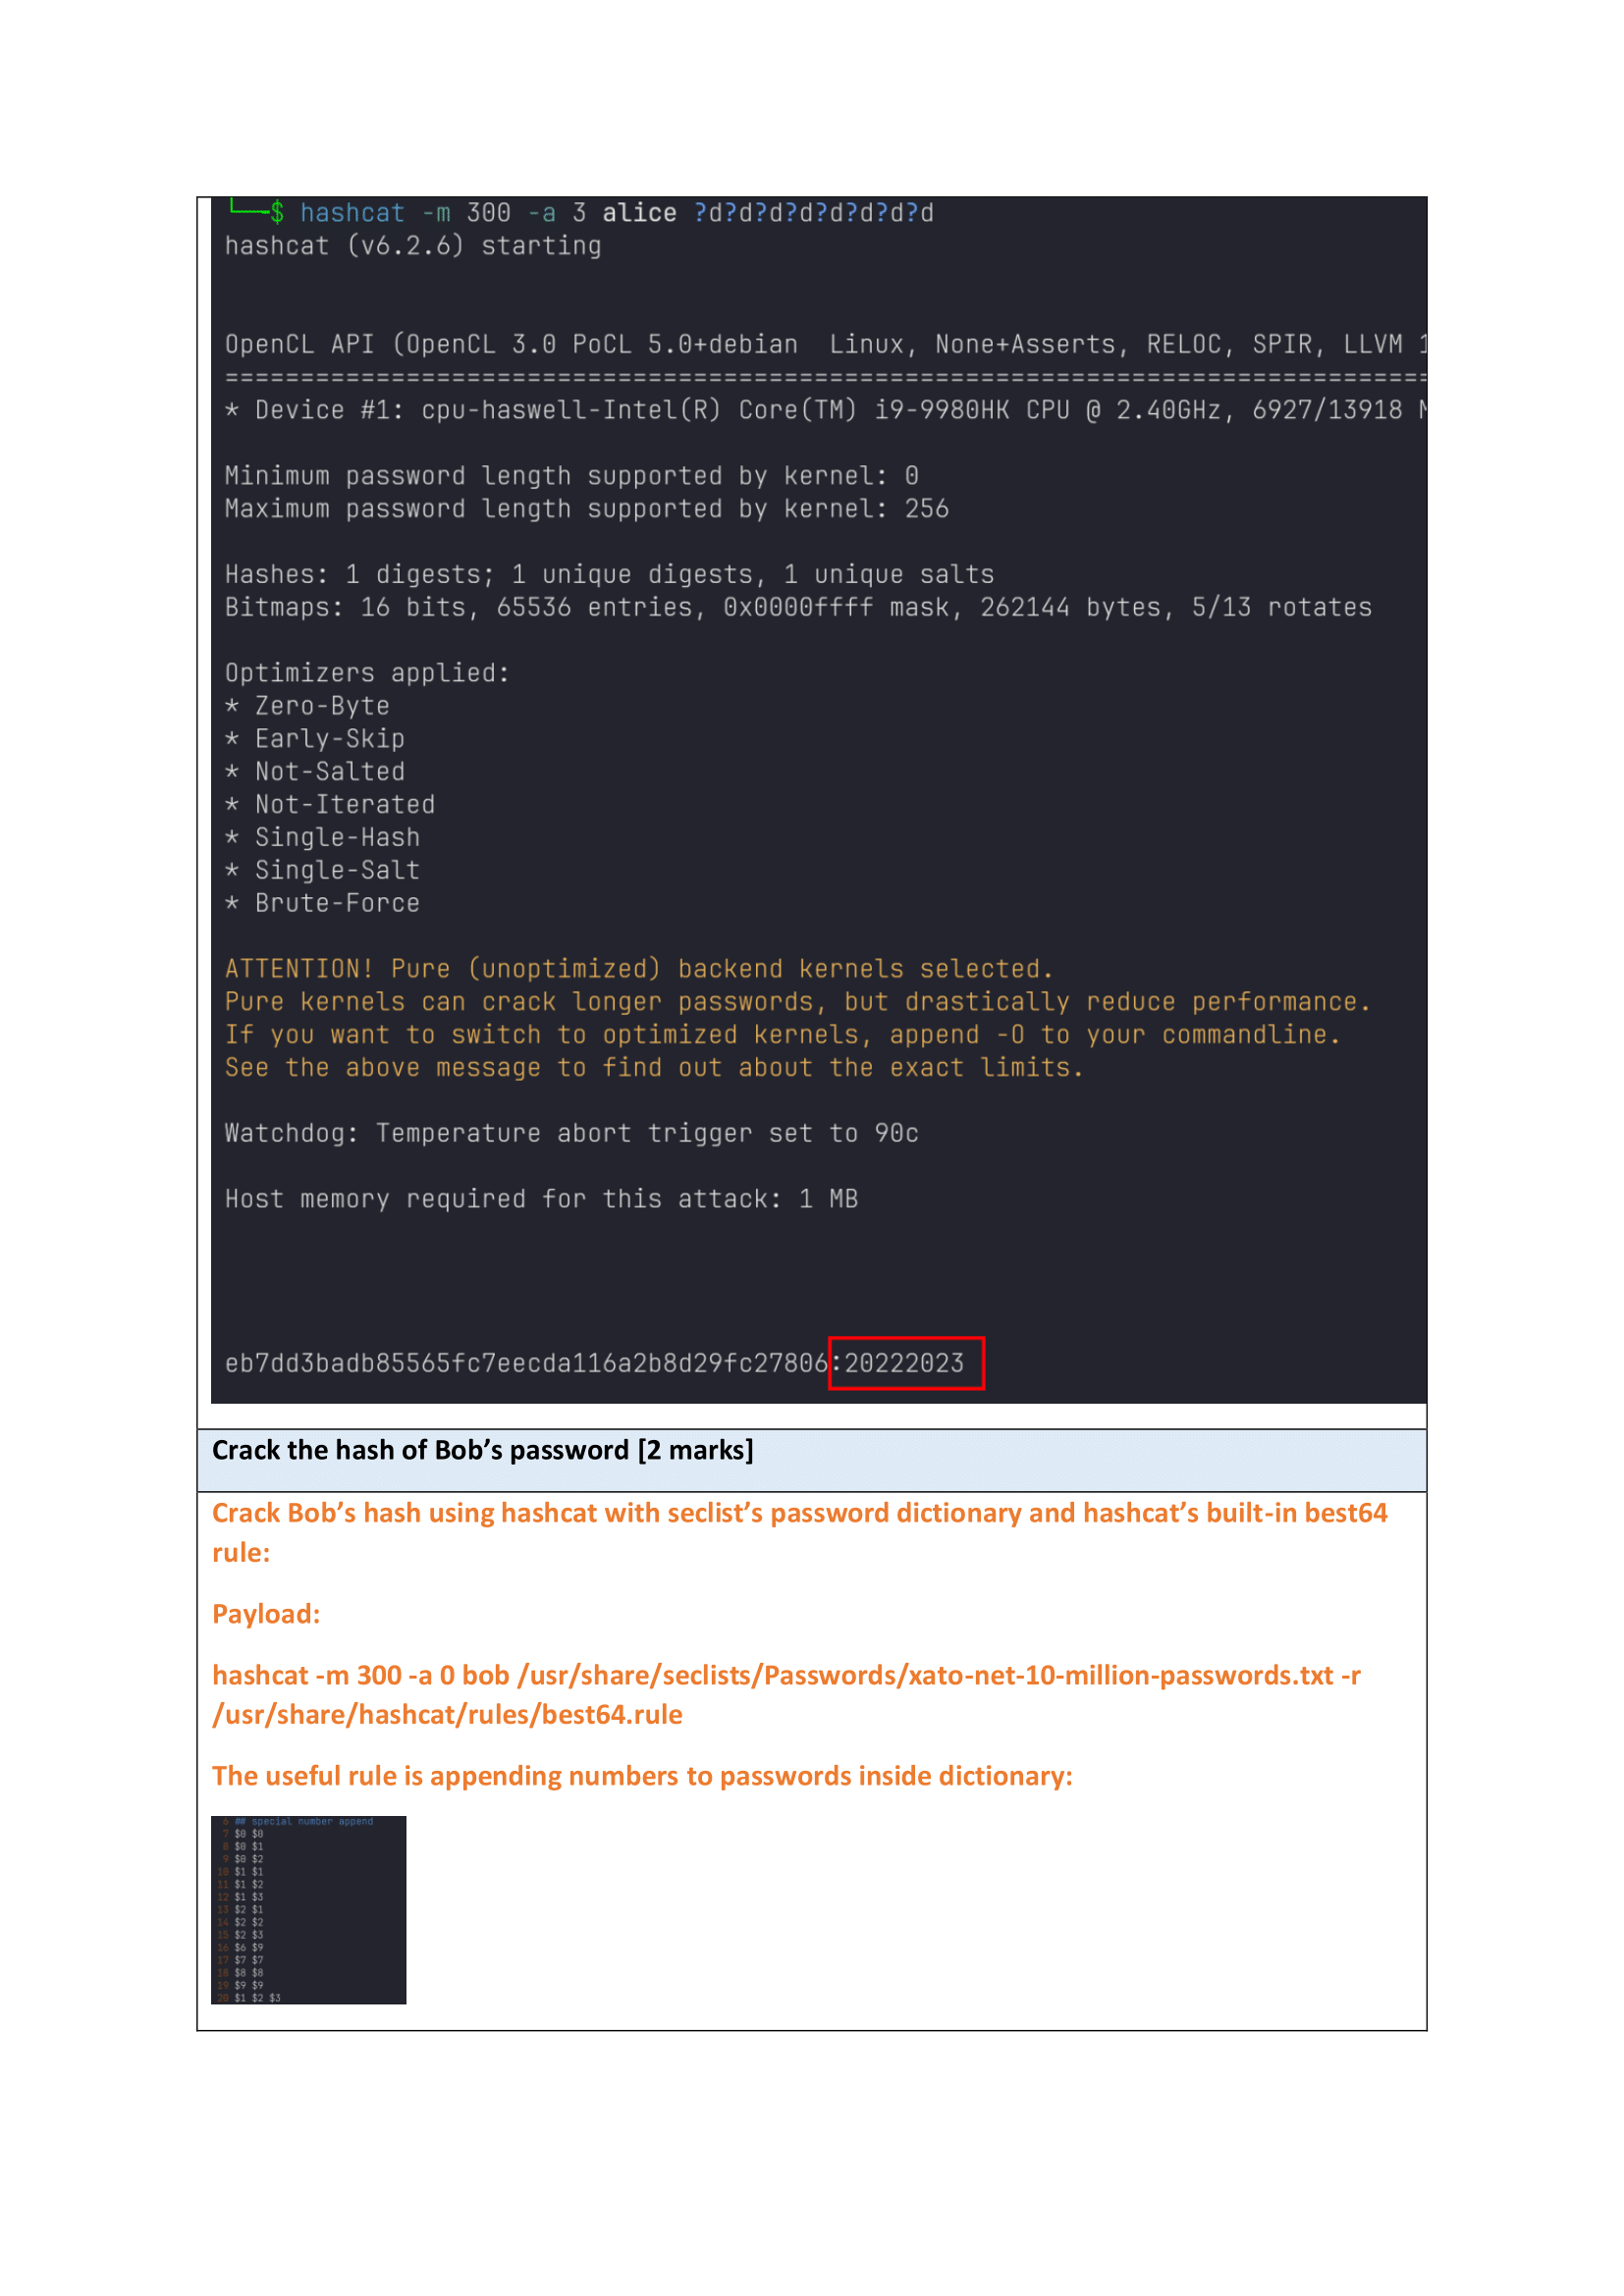 └─$ hashcat -m 300 -a 3 alice ?d?d?d?d?d?d?d?d
hashcat (v6.2.6) starting
OpenCL API (OpenCL 3.0 PoCL 5.0+debian  Linux, None+Asserts, RELOC, SPIR, LLVM 1
================================================================================
* Device #1: cpu-haswell-Intel(R) Core(TM) i9-9980HK CPU @ 2.40GHz, 6927/13918 M
Minimum password length supported by kernel: 0
Maximum password length supported by kernel: 256
Hashes: 1 digests; 1 unique digests, 1 unique salts
Bitmaps: 16 bits, 65536 entries, 0x0000ffff mask, 262144 bytes, 5/13 rotates
Optimizers applied:
* Zero-Byte
* Early-Skip
* Not-Salted
* Not-Iterated
* Single-Hash
* Single-Salt
* Brute-Force
ATTENTION! Pure (unoptimized) backend kernels selected.
Pure kernels can crack longer passwords, but drastically reduce performance.
If you want to switch to optimized kernels, append -O to your commandline.
See the above message to find out about the exact limits.
Watchdog: Temperature abort trigger set to 90c
Host memory required for this attack: 1 MB
eb7dd3badb85565fc7eecda116a2b8d29fc27806:20222023
Crack the hash of Bob’s password [2 marks]
Crack Bob’s hash using hashcat with seclist’s password dictionary and hashcat’s built-in best64
rule:
Payload:
hashcat -m 300 -a 0 bob /usr/share/seclists/Passwords/xato-net-10-million-passwords.txt -r
/usr/share/hashcat/rules/best64.rule
The useful rule is appending numbers to passwords inside dictionary:
6 ## special number append
7 $0 $0
8 $0 $1
9 $0 $2
10 $1 $1
11 $1 $2
12 $1 $3
13 $2 $1
14 $2 $2
15 $2 $3
16 $6 $9
17 $7 $7
18 $8 $8
19 $9 $9
20 $1 $2 $3